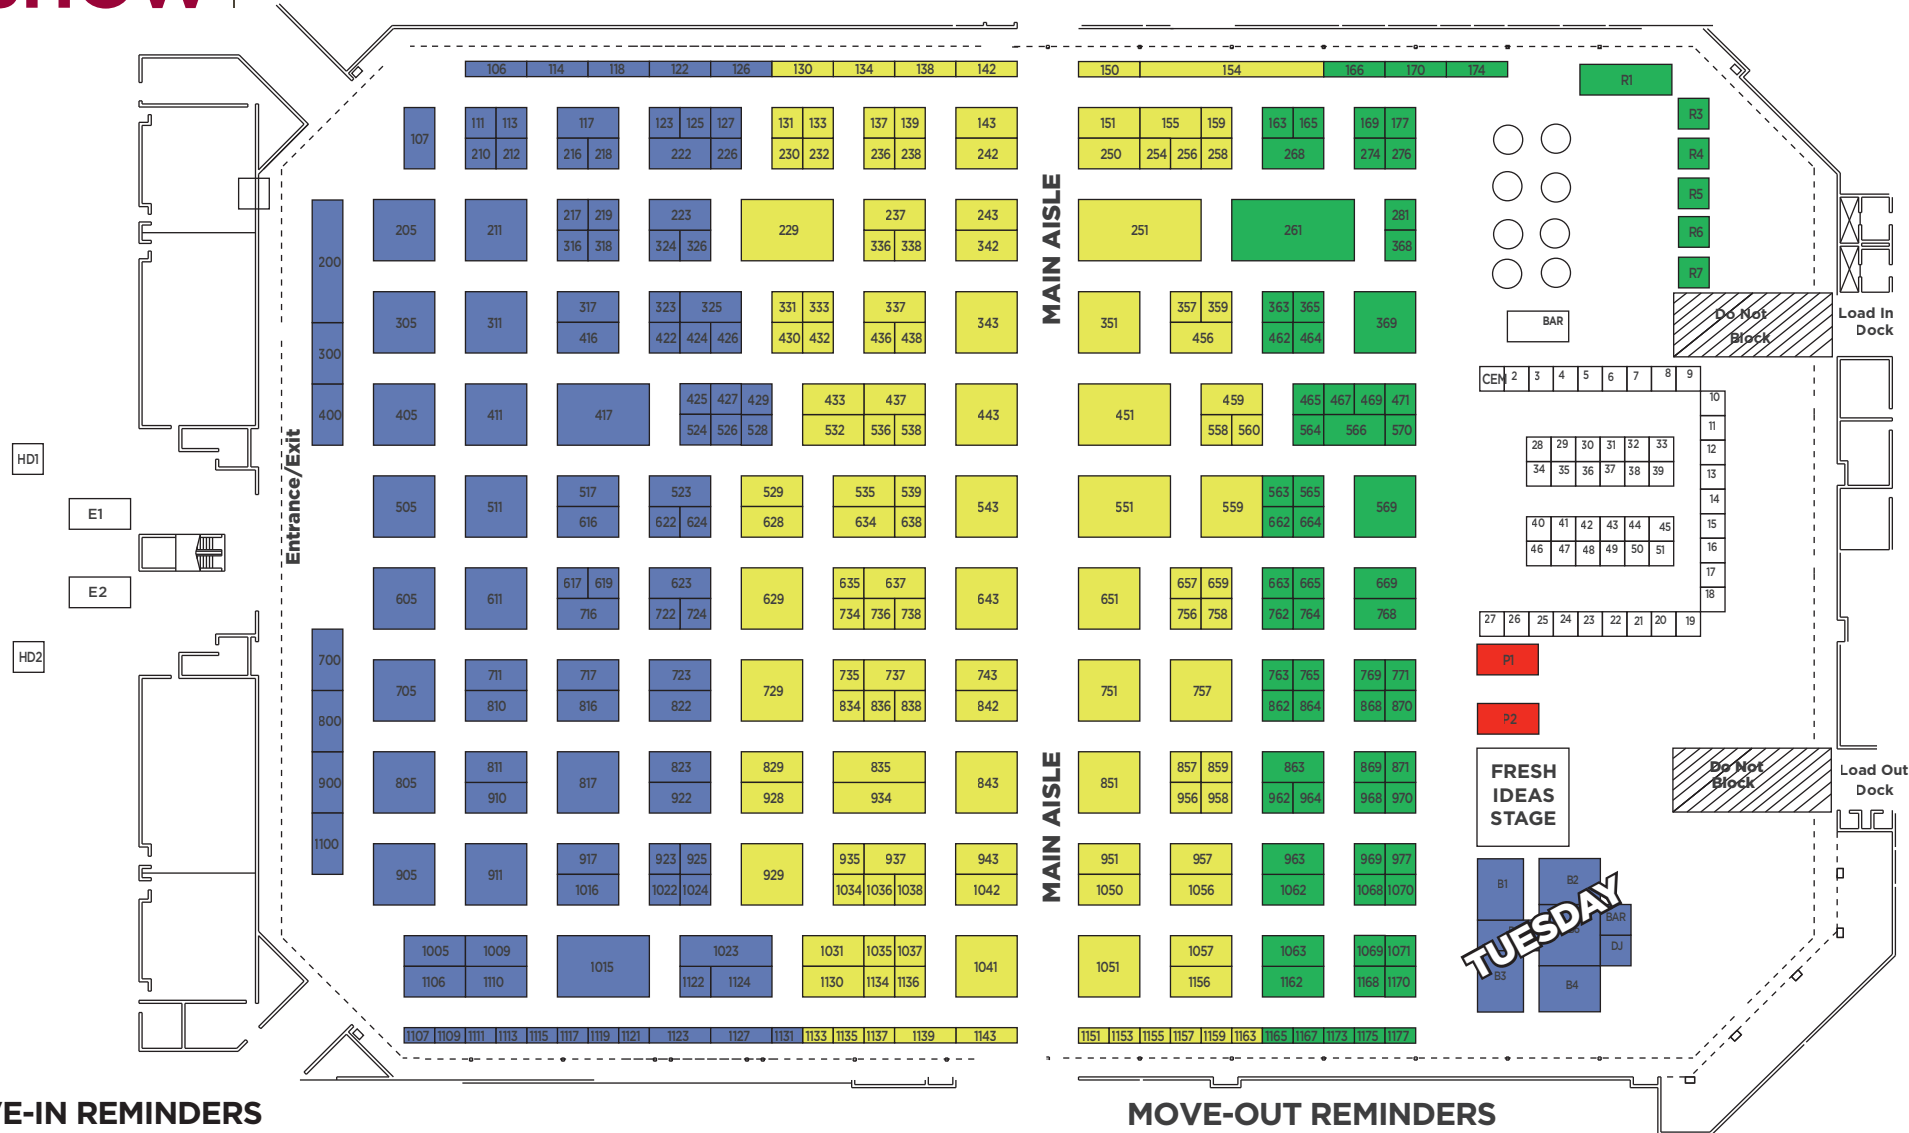 SHOW
106 114 118 122 126 130 134 138 142 150 154 166 170 174
R1
107 111 113 117 123 125 127 131 133 137 139 143 151 155 159 163 165 169 177 R3
210 212 216 218 222 226 230 232 236 238 242 250 254 256 258 268 274 276 R4
200 205 211 217 219 223 229 237 243 251 261 281 R5
316 318 324 326 336 338 342 368 R6
R7
MAIN AISLE
300 305 311 317 323 325 331 333 337 343 351 357 359 363 365 369 BAR Do Not Block Load In Dock
416 422 424 426 430 432 436 438 456 462 464
CEN 2 3 4 5 6 7 8 9
400 405 411 417 425 427 429 433 437 443 451 459 465 467 469 471 10
524 526 528 532 536 538 558 560 564 566 570 11
28 29 30 31 32 33 12
34 35 36 37 38 39 13
HD1
Entrance/Exit
E1
505 511 517 523 529 535 539 543 551 559 563 565 569 14
616 622 624 628 634 638 662 664
40 41 42 43 44 45 15
46 47 48 49 50 51 16
E2
605 611 617 619 623 629 635 637 643 651 657 659 663 665 669 17
716 722 724 734 736 738 756 758 762 764 768 18
27 26 25 24 23 22 21 20 19
HD2
700 705 711 717 723 729 735 737 743 751 757 763 765 769 771 P1
800 810 816 822 834 836 838 842 862 864 868 870 P2
MAIN AISLE
900 805 811 817 823 829 835 843 851 857 859 863 869 871
910 922 928 934 956 958 962 964 968 970
FRESH
IDEAS
STAGE
Do Not
Block
Load Out
Dock
1100 905 911 917 923 925 929 935 937 943 951 957 963 969 977
1016 1022 1024 1034 1036 1038 1042 1050 1056 1062 1068 1070
B1 B2
BAR
TUESDAY
DJ
B3 B4
1005 1009 1015 1023 1031 1035 1037 1041 1051 1057 1063 1069 1071
1106 1110 1122 1124 1130 1134 1136 1156 1162 1168 1170
1107 1109 1111 1113 1115 1117 1119 1121 1123 1127 1131 1133 1135 1137 1139 1143 1151 1153 1155 1157 1159 1163 1165 1167 1173 1175 1177
VE-IN REMINDERS
MOVE-OUT REMINDERS